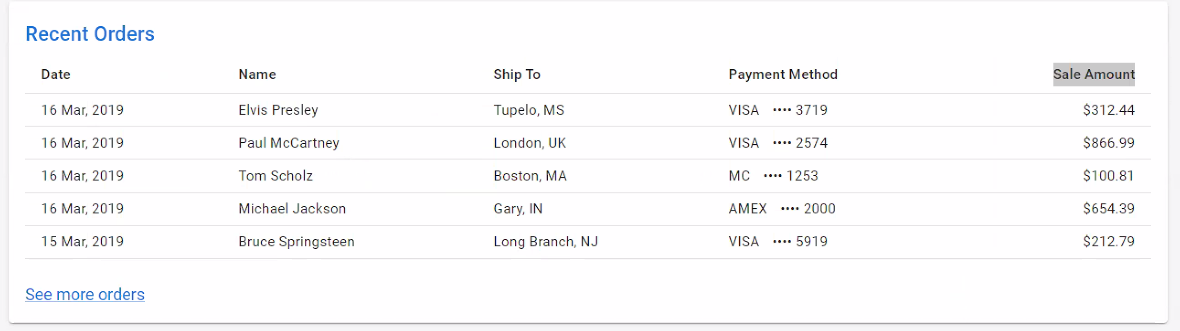 Recent Orders
Date Name Ship To Payment Method Sale Amount
16 Mar, 2019 Elvis Presley Tupelo, MS VISA •••• 3719 $312.44
16 Mar, 2019 Paul McCartney London, UK VISA •••• 2574 $866.99
16 Mar, 2019 Tom Scholz Boston, MA MC •••• 1253 $100.81
16 Mar, 2019 Michael Jackson Gary, IN AMEX •••• 2000 $654.39
15 Mar, 2019 Bruce Springsteen Long Branch, NJ VISA •••• 5919 $212.79
See more orders